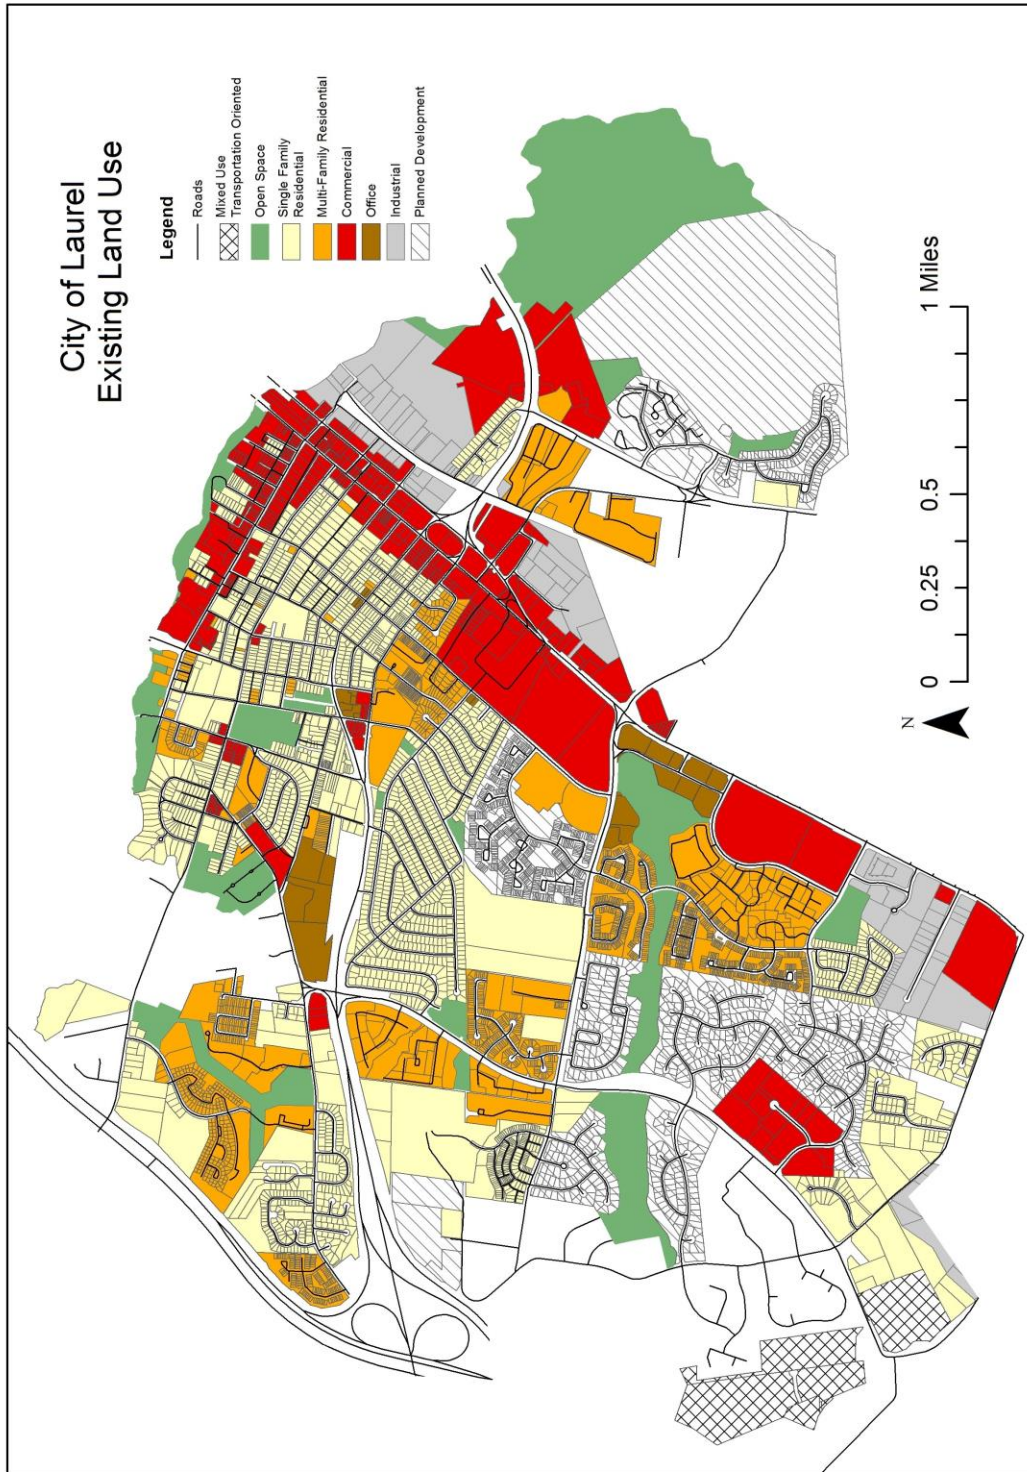 City of Laurel
Existing Land Use
Legend
Roads
Mixed Use
Transportation Oriented
Open Space
Single Family
Residential
Multi-Family Residential
Commercial
Office
Industrial
Planned Development
N
0 0.25 0.5 1 Miles